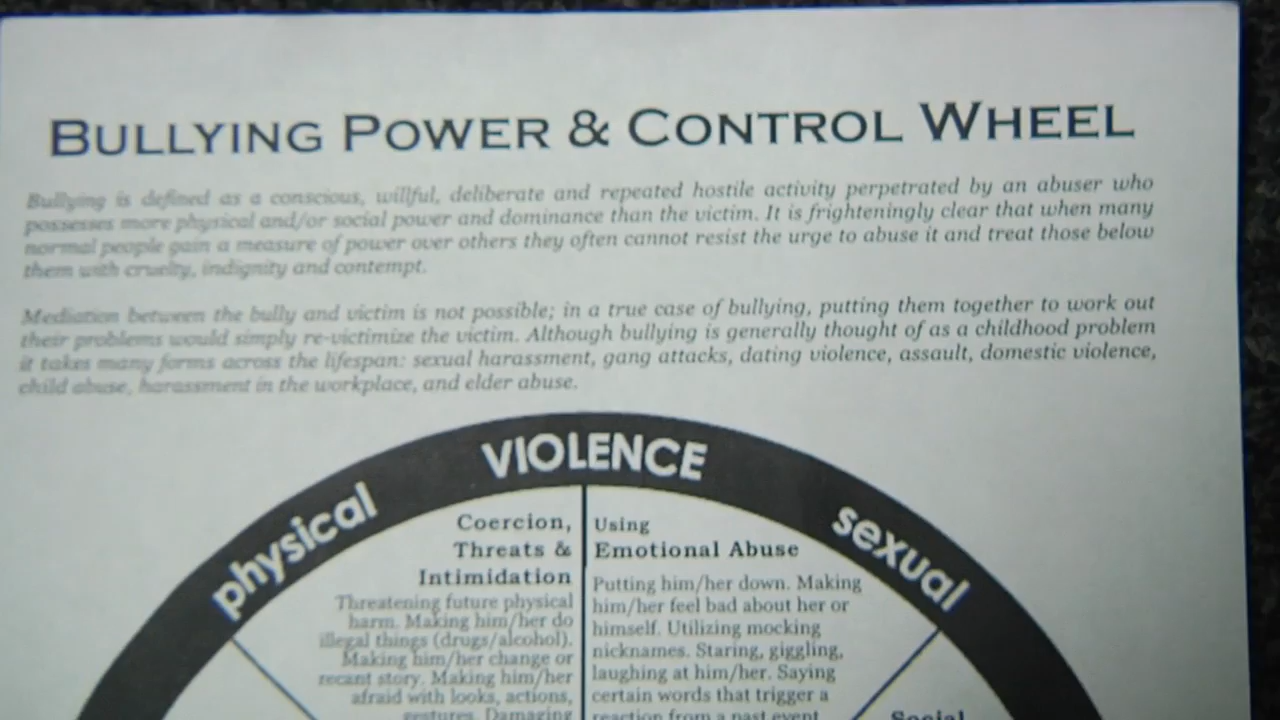 BULLYING POWER & CONTROL WHEEL
Bullying is defined as a conscious, willful, deliberate and repeated hostile activity perpetrated by an abuser who
possesses more physical and/or social power and dominance than the victim. It is frighteningly clear that when many
normal people gain a measure of power over others they often cannot resist the urge to abuse it and treat those below
them with cruelty, indignity and contempt.
Mediation between the bully and victim is not possible; in a true case of bullying, putting them together to work out
their problems would simply re-victimize the victim. Although bullying is generally thought of as a childhood problem
it takes many forms across the lifespan: sexual harassment, gang attacks, dating violence, assault, domestic violence,
child abuse, harassment in the workplace, and elder abuse.
physical
VIOLENCE
sexual
Coercion,
Threats &
Intimidation
Threatening future physical
harm. Making him/her do
illegal things (drugs/alcohol).
Making him/her change or
recant story. Making him/her
afraid with looks, actions,
gestures. Damaging
Using
Emotional Abuse
Putting him/her down. Making
him/her feel bad about her or
himself. Utilizing mocking
nicknames. Staring, giggling,
laughing at him/her. Saying
certain words that trigger a
reaction from a past event
Social